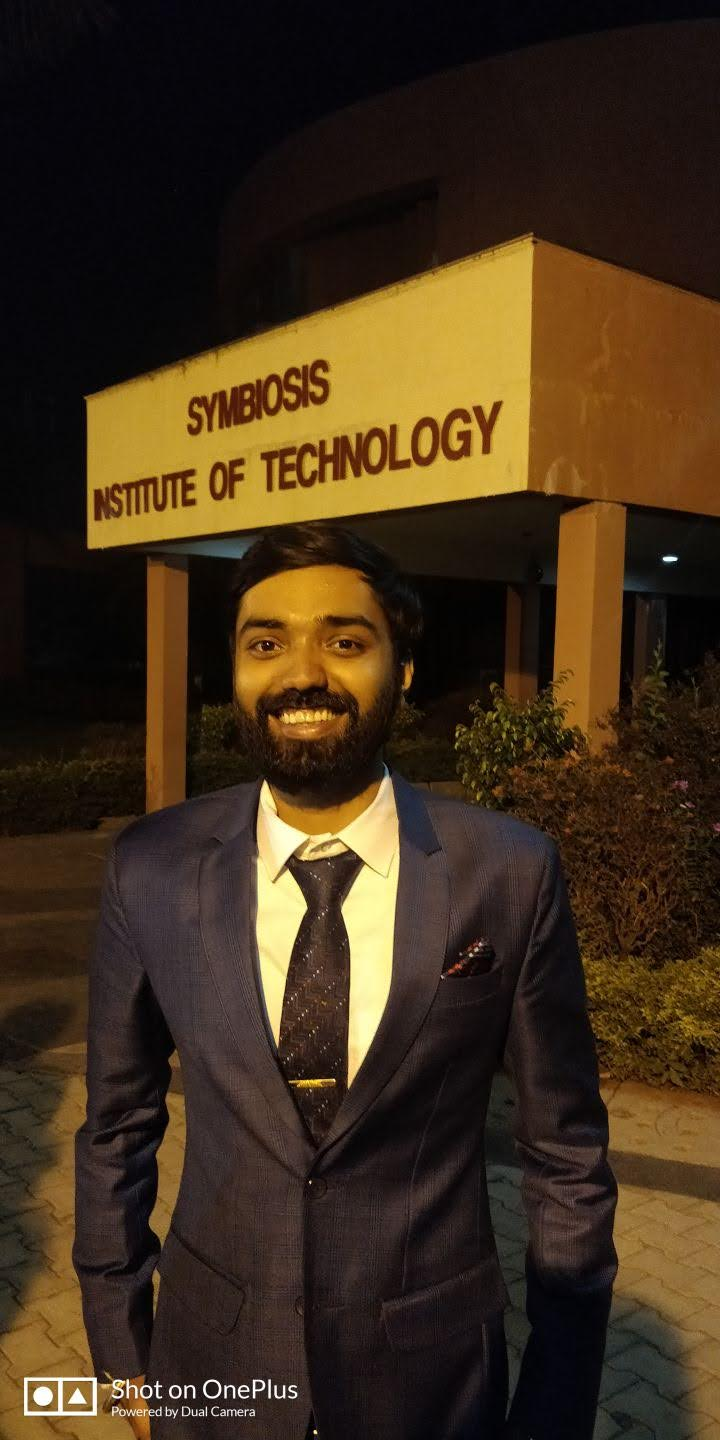 SYMBIOSIS
INSTITUTE OF TECHNOLOGY
Shot on OnePlus
Powered by Dual Camera